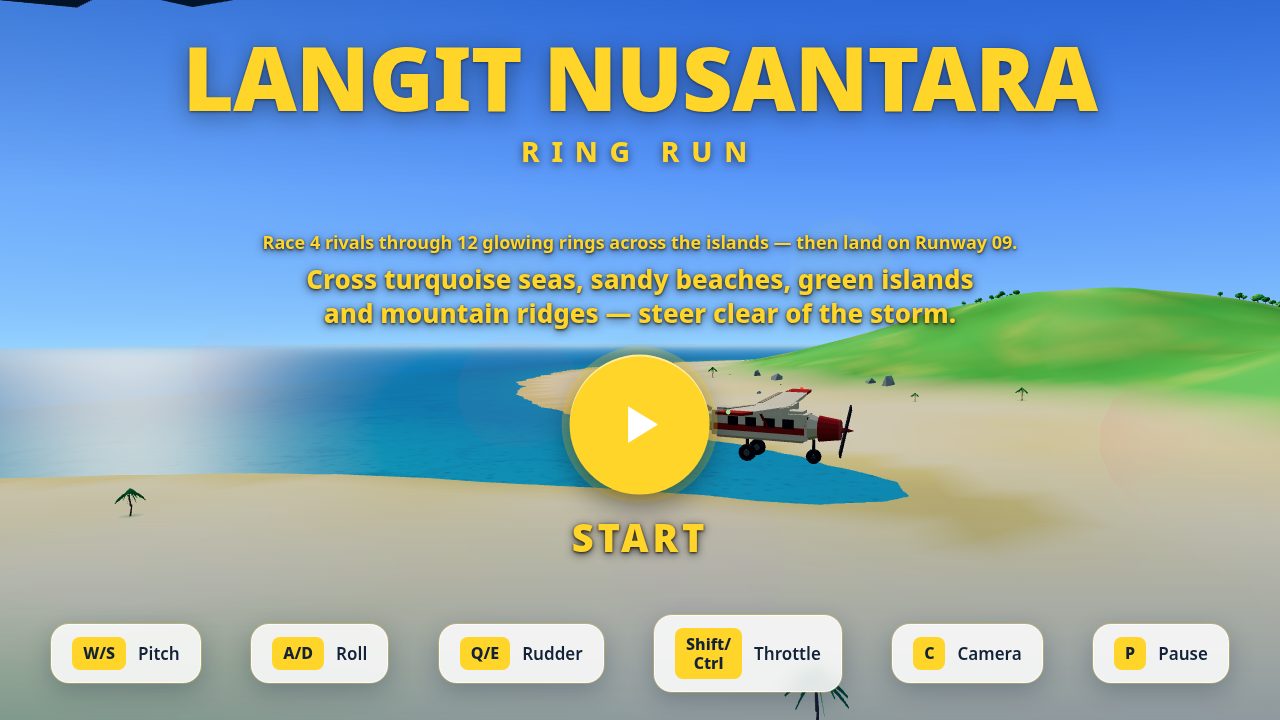 LANGIT NUSANTARA
RING RUN
Race 4 rivals through 12 glowing rings across the islands — then land on Runway 09.
Cross turquoise seas, sandy beaches, green islands
and mountain ridges — steer clear of the storm.
START
W/S Pitch
A/D Roll
Q/E Rudder
Shift/
Ctrl Throttle
C Camera
P Pause